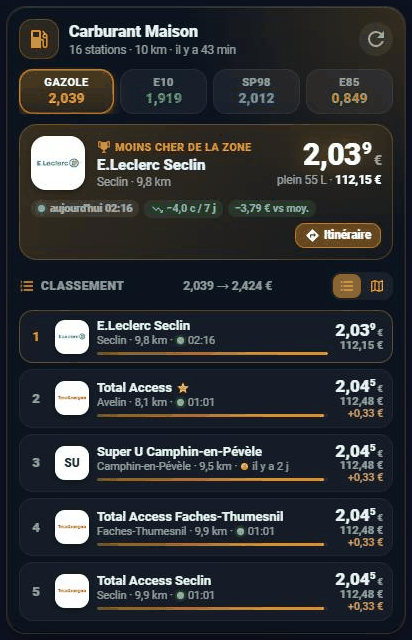 Carburant Maison
16 stations · 10 km · il y a 43 min
GAZOLE
2,039
E10
1,919
SP98
2,012
E85
0,849
E.Leclerc
MOINS CHER DE LA ZONE
E.Leclerc Seclin
Seclin · 9,8 km
2,03⁹ €
plein 55 L · 112,15 €
aujourd'hui 02:16
−4,0 c / 7 j
−3,79 € vs moy.
Itinéraire
CLASSEMENT
2,039 → 2,424 €
1
E.Leclerc
E.Leclerc Seclin
Seclin · 9,8 km · 02:16
2,03⁹ €
112,15 €
2
TotalEnergies
Total Access
Avelin · 8,1 km · 01:01
2,04⁵ €
112,48 €
+0,33 €
3
SU
Super U Camphin-en-Pévèle
Camphin-en-Pévèle · 9,5 km · il y a 2 j
2,04⁵ €
112,48 €
+0,33 €
4
TotalEnergies
Total Access Faches-Thumesnil
Faches-Thumesnil · 9,9 km · 01:01
2,04⁵ €
112,48 €
+0,33 €
5
TotalEnergies
Total Access Seclin
Seclin · 9,9 km · 01:01
2,04⁵ €
112,48 €
+0,33 €